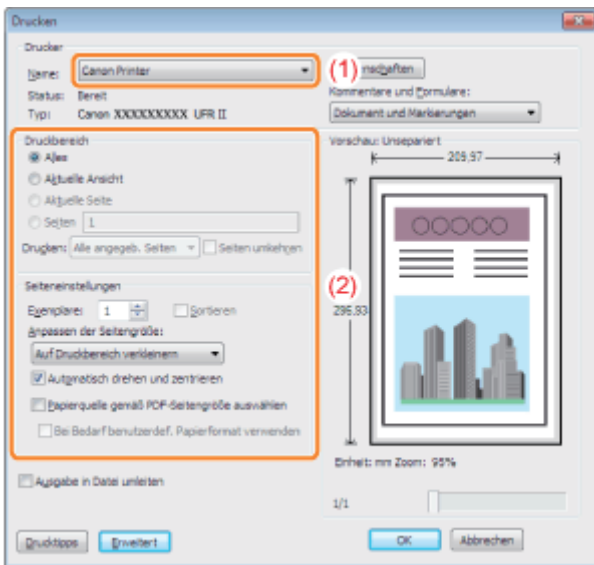 Drucken
Drucker
Name: Canon Printer (1) nschaften
Status: Bereit
Kommentare und Formulare:
Typ: Canon XXXXXXXXX UFR II
Dokument und Markierungen
Druckbereich
Vorschau: Unsepariert
Alles
209,97
Aktuelle Ansicht
Aktuelle Seite
Seiten 1
OOOOO
Drucken: Alle angegeb. Seiten Seiten umkehren
Seiteneinstellungen
(2)
Exemplare: 1 Sortieren
296,93
Anpassen der Seitengröße:
Auf Druckbereich verkleinern
Automatisch drehen und zentrieren
Papierquelle gemäß PDF-Seitengröße auswählen
Bei Bedarf benutzerdef. Papierformat verwenden
Einheit: mm Zoom: 95%
Ausgabe in Datei umleiten
1/1
Drucktipps Erweitert OK Abbrechen